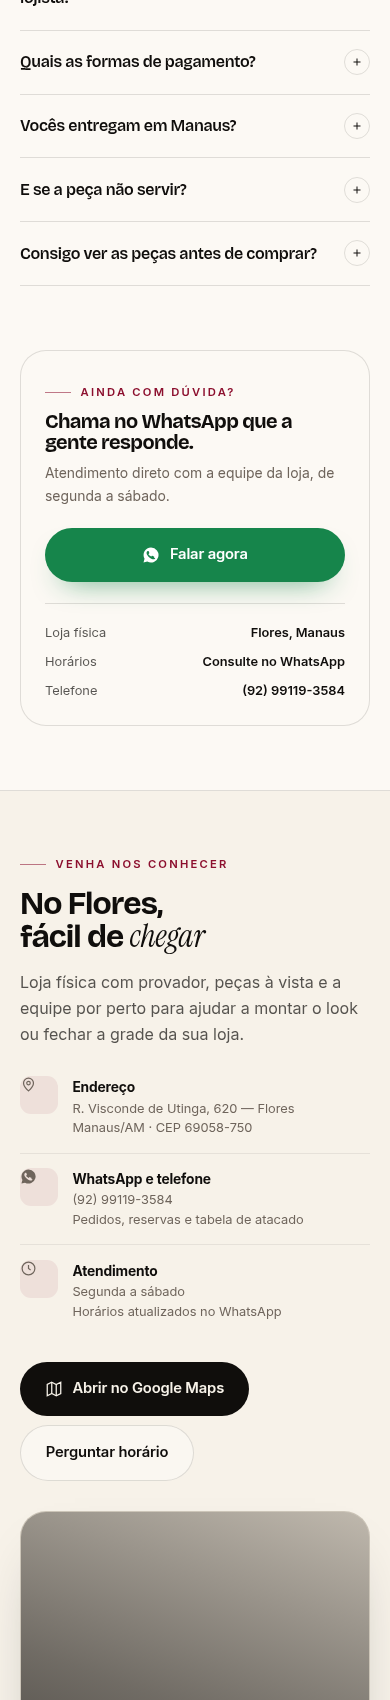 lojista?
Quais as formas de pagamento?
Vocês entregam em Manaus?
E se a peça não servir?
Consigo ver as peças antes de comprar?
AINDA COM DÚVIDA?
Chama no WhatsApp que a
gente responde.
Atendimento direto com a equipe da loja, de
segunda a sábado.
Falar agora
Loja física Flores, Manaus
Horários Consulte no WhatsApp
Telefone (92) 99119-3584
VENHA NOS CONHECER
No Flores,
fácil de chegar
Loja física com provador, peças à vista e a
equipe por perto para ajudar a montar o look
ou fechar a grade da sua loja.
Endereço
R. Visconde de Utinga, 620 — Flores
Manaus/AM · CEP 69058-750
WhatsApp e telefone
(92) 99119-3584
Pedidos, reservas e tabela de atacado
Atendimento
Segunda a sábado
Horários atualizados no WhatsApp
Abrir no Google Maps
Perguntar horário